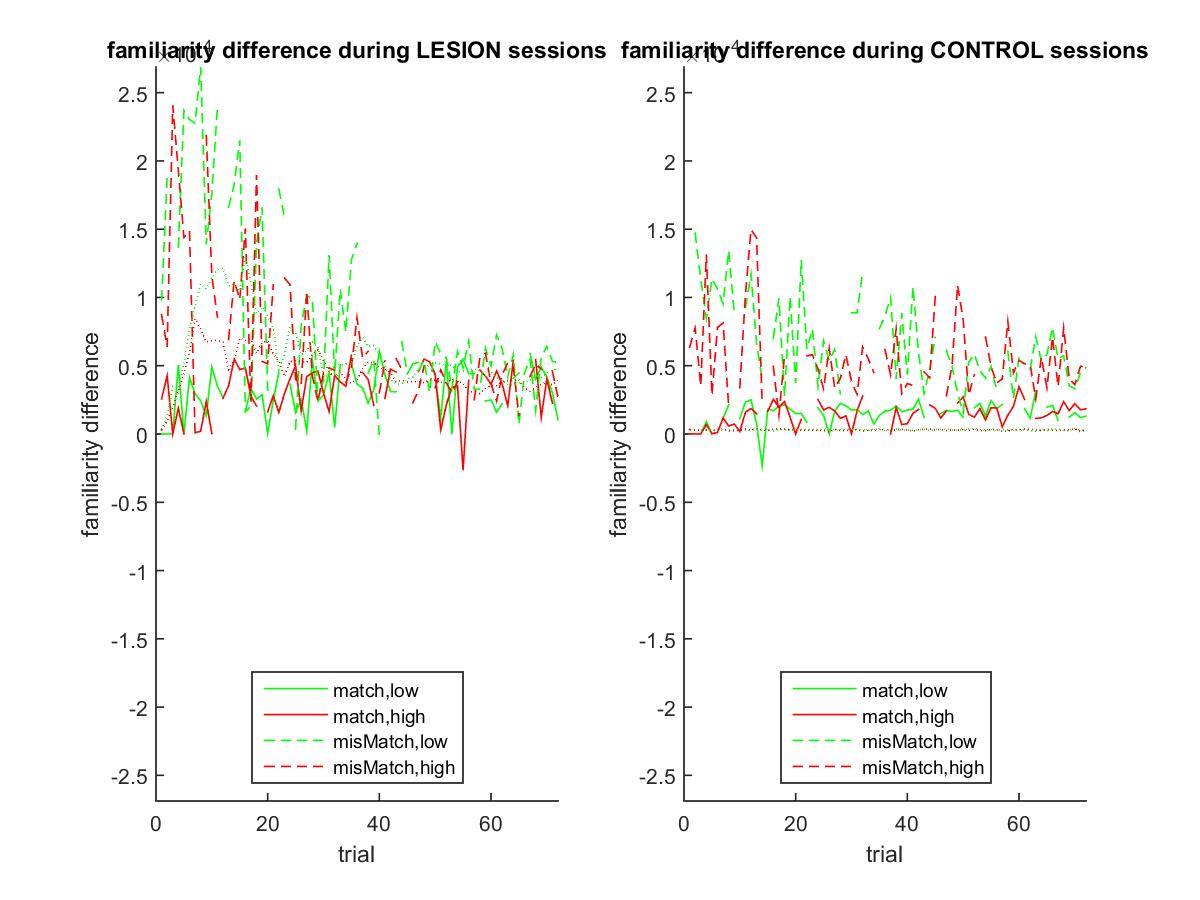 familiarity difference during LESION sessions
2.5
2
1.5
1
0.5
0
-0.5
-1
-1.5
-2
-2.5
familiarity difference
match,low
match,high
misMatch,low
misMatch,high
0 20 40 60
trial
familiarity difference during CONTROL sessions
2.5
2
1.5
1
0.5
0
-0.5
-1
-1.5
-2
-2.5
familiarity difference
match,low
match,high
misMatch,low
misMatch,high
0 20 40 60
trial